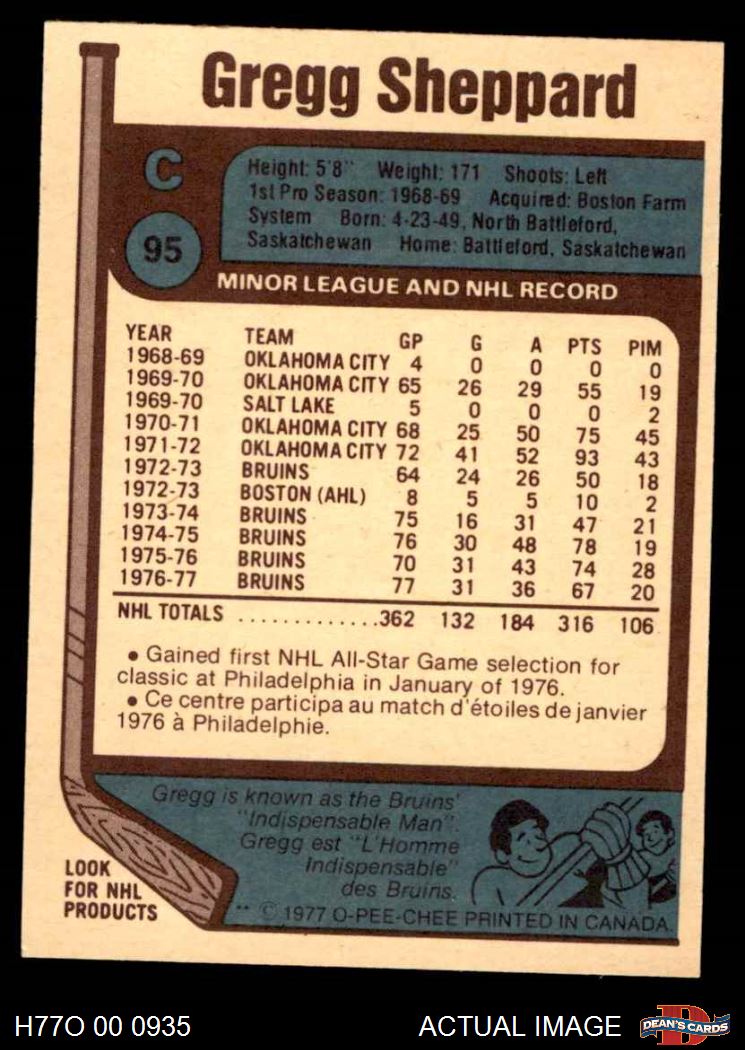 Gregg Sheppard
C
95
Height: 5'8" Weight: 171 Shoots: Left
1st Pro Season: 1968-69 Acquired: Boston Farm
System Born: 4-23-49, North Battleford,
Saskatchewan Home: Battleford, Saskatchewan
MINOR LEAGUE AND NHL RECORD
YEAR TEAM GP G A PTS PIM
1968-69 OKLAHOMA CITY 4 0 0 0 0
1969-70 OKLAHOMA CITY 65 26 29 55 19
1969-70 SALT LAKE 5 0 0 0 2
1970-71 OKLAHOMA CITY 68 25 50 75 45
1971-72 OKLAHOMA CITY 72 41 52 93 43
1972-73 BRUINS 64 24 26 50 18
1972-73 BOSTON (AHL) 8 5 5 10 2
1973-74 BRUINS 75 16 31 47 21
1974-75 BRUINS 76 30 48 78 19
1975-76 BRUINS 70 31 43 74 28
1976-77 BRUINS 77 31 36 67 20
NHL TOTALS .............362 132 184 316 106
• Gained first NHL All-Star Game selection for
classic at Philadelphia in January of 1976.
• Ce centre participa au match d'étoiles de janvier
1976 à Philadelphie.
Gregg is known as the Bruins'
"Indispensable Man".
Gregg est "L'Homme
Indispensable"
des Bruins.
LOOK
FOR NHL
PRODUCTS
** © 1977 O-PEE-CHEE PRINTED IN CANADA.
H77O 00 0935 ACTUAL IMAGE
D
DEAN'S CARDS